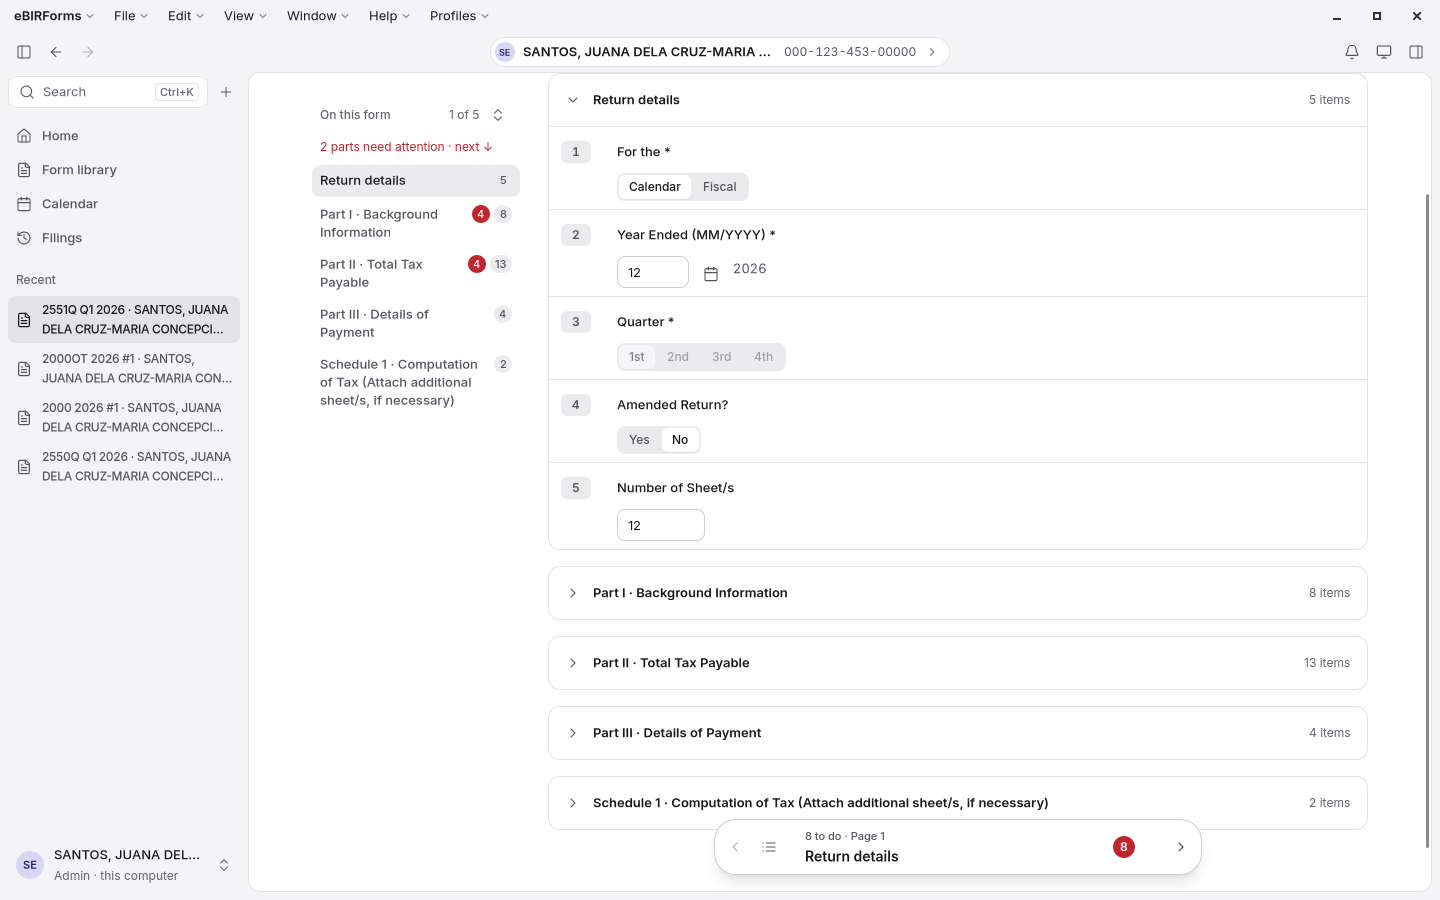 eBIRForms File Edit View Window Help Profiles
SE SANTOS, JUANA DELA CRUZ-MARIA ... 000-123-453-00000
Search Ctrl+K
Home
Form library
Calendar
Filings
Recent
2551Q Q1 2026 · SANTOS, JUANA
DELA CRUZ-MARIA CONCEPCI...
2000OT 2026 #1 · SANTOS,
JUANA DELA CRUZ-MARIA CON...
2000 2026 #1 · SANTOS, JUANA
DELA CRUZ-MARIA CONCEPCI...
2550Q Q1 2026 · SANTOS, JUANA
DELA CRUZ-MARIA CONCEPCI...
SE SANTOS, JUANA DEL...
Admin · this computer
On this form 1 of 5
2 parts need attention · next ↓
Return details 5
Part I · Background 4 8
Information
Part II · Total Tax 4 13
Payable
Part III · Details of 4
Payment
Schedule 1 · Computation 2
of Tax (Attach additional
sheet/s, if necessary)
Return details 5 items
1 For the *
Calendar Fiscal
2 Year Ended (MM/YYYY) *
12 2026
3 Quarter *
1st 2nd 3rd 4th
4 Amended Return?
Yes No
5 Number of Sheet/s
12
Part I · Background Information 8 items
Part II · Total Tax Payable 13 items
Part III · Details of Payment 4 items
Schedule 1 · Computation of Tax (Attach additional sheet/s, if necessary) 2 items
8 to do · Page 1
Return details 8